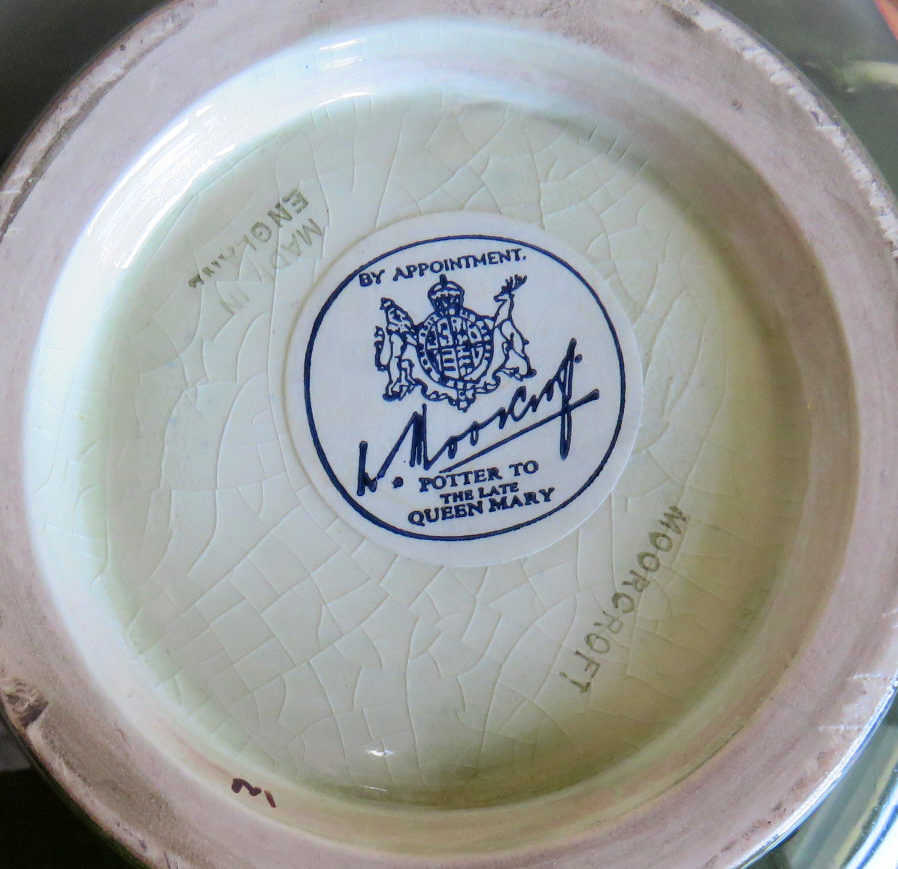 BY APPOINTMENT.
W. Moorcroft.
POTTER TO
THE LATE
QUEEN MARY
MADE IN
ENGLAND
MOORCROFT